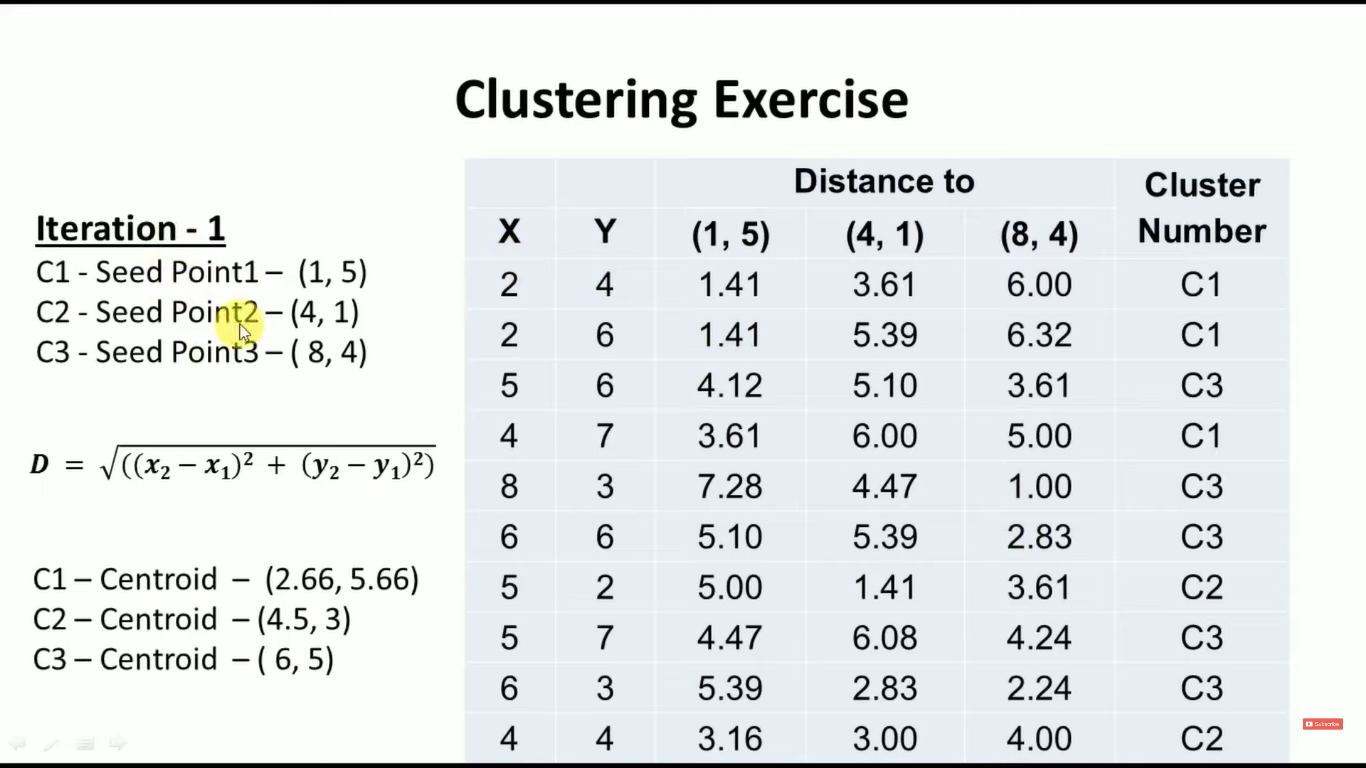 Clustering Exercise
Iteration - 1
C1 - Seed Point1 – (1, 5)
C2 - Seed Point2 – (4, 1)
C3 - Seed Point3 – ( 8, 4)
D = √((x₂ − x₁)² + (y₂ − y₁)²)
C1 – Centroid – (2.66, 5.66)
C2 – Centroid – (4.5, 3)
C3 – Centroid – ( 6, 5)
Distance to Cluster Number
X Y (1, 5) (4, 1) (8, 4)
2 4 1.41 3.61 6.00 C1
2 6 1.41 5.39 6.32 C1
5 6 4.12 5.10 3.61 C3
4 7 3.61 6.00 5.00 C1
8 3 7.28 4.47 1.00 C3
6 6 5.10 5.39 2.83 C3
5 2 5.00 1.41 3.61 C2
5 7 4.47 6.08 4.24 C3
6 3 5.39 2.83 2.24 C3
4 4 3.16 3.00 4.00 C2
Subscribe